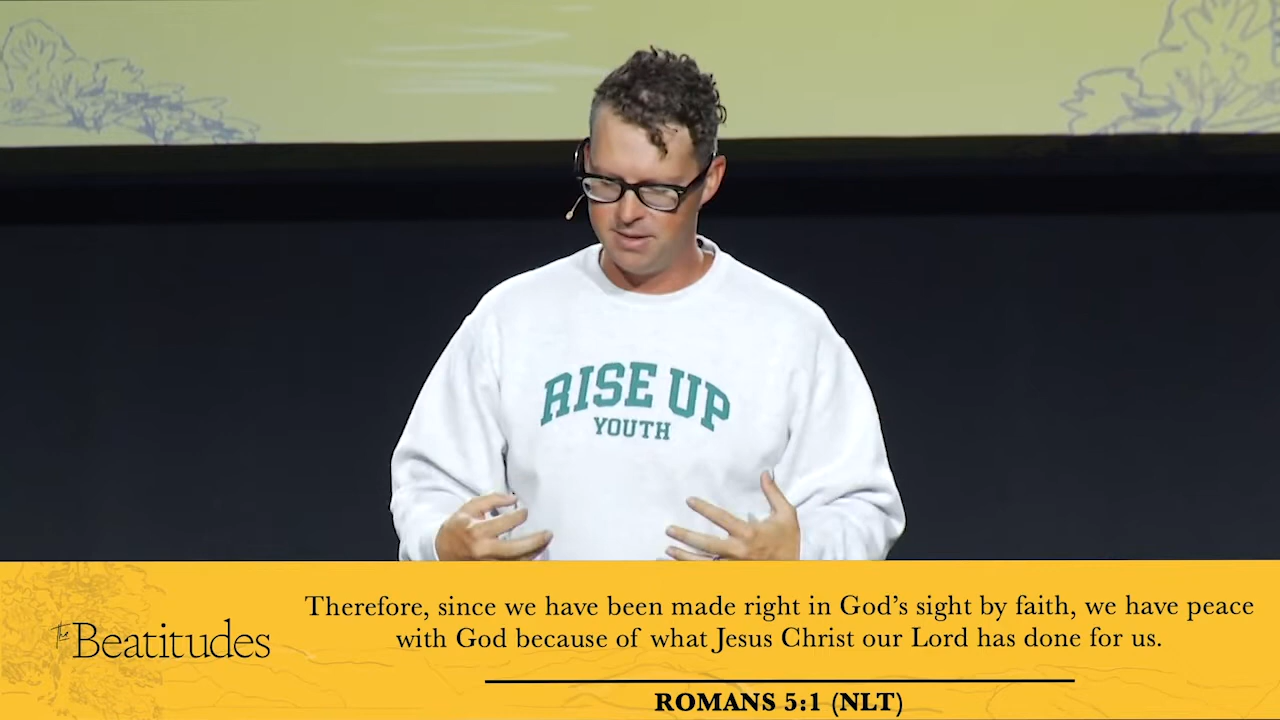 RISE UP
YOUTH
The Beatitudes
Therefore, since we have been made right in God’s sight by faith, we have peace
with God because of what Jesus Christ our Lord has done for us.
ROMANS 5:1 (NLT)